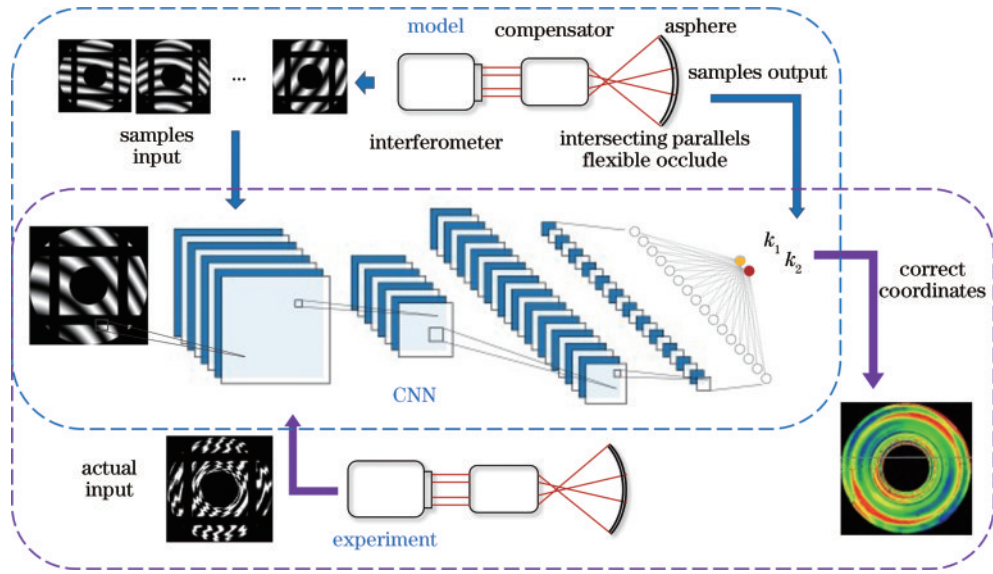 model
compensator
asphere
...
samples output
samples
input
interferometer
intersecting parallels
flexible occlude
k1
k2
correct
coordinates
CNN
actual
input
experiment